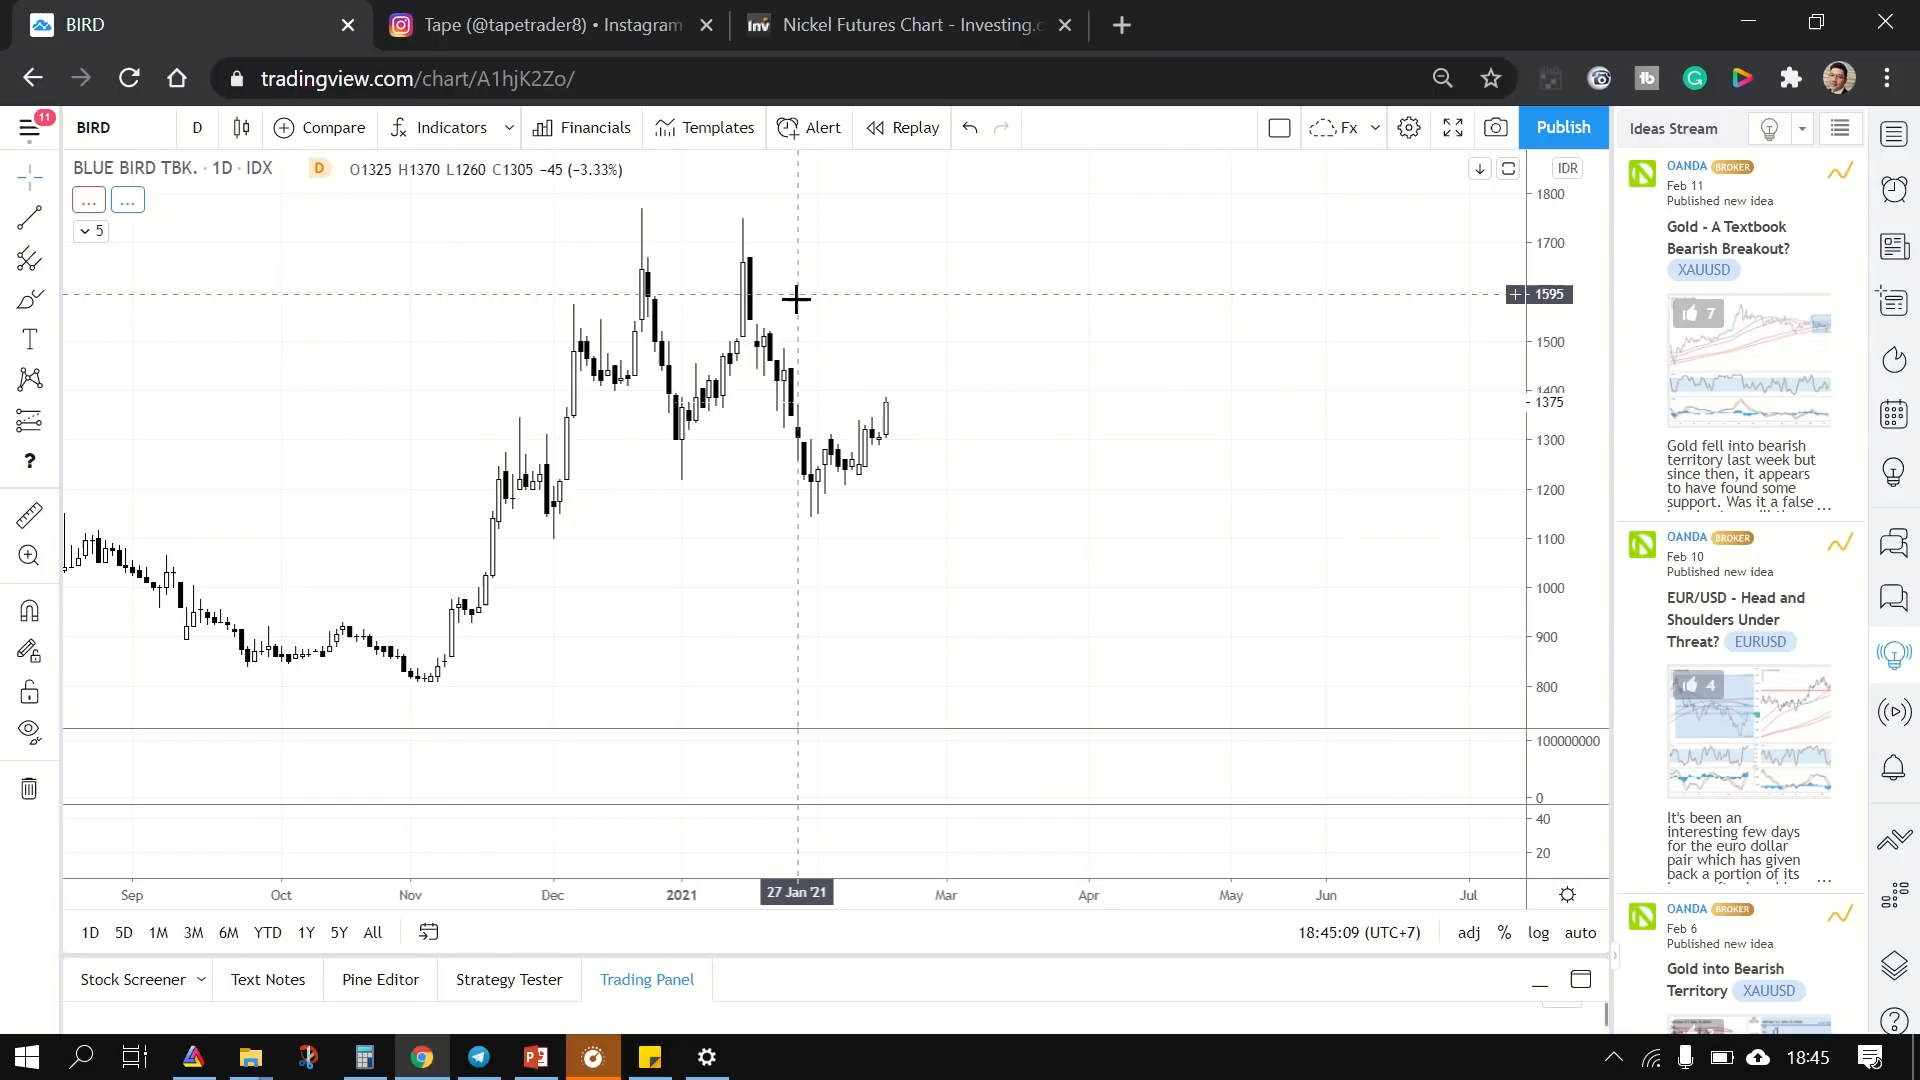 BIRD
Tape (@tapetrader8) • Instagram
Inv
Nickel Futures Chart - Investing.c
tradingview.com/chart/A1hjK2Zo/
11
BIRD
D
Compare
Indicators
Financials
Templates
Alert
Replay
Fx
Publish
Ideas Stream
BLUE BIRD TBK. · 1D · IDX
D
O1325 H1370 L1260 C1305 −45 (−3.33%)
...
...
5
IDR
1800
1700
1595
1500
1400
1375
1300
1200
1100
1000
900
800
100000000
0
40
20
Sep
Oct
Nov
Dec
2021
27 Jan '21
Mar
Apr
May
Jun
Jul
1D 5D 1M 3M 6M YTD 1Y 5Y All
18:45:09 (UTC+7)
adj % log auto
Stock Screener
Text Notes
Pine Editor
Strategy Tester
Trading Panel
OANDA BROKER
Feb 11
Published new idea
Gold - A Textbook
Bearish Breakout?
XAUUSD
7
Gold fell into bearish
territory last week but
since then, it appears
to have found some
support. Was it a false ...
OANDA BROKER
Feb 10
Published new idea
EUR/USD - Head and
Shoulders Under
Threat? EURUSD
4
It's been an
interesting few days
for the euro dollar
pair which has given
back a portion of its ...
OANDA BROKER
Feb 6
Published new idea
Gold into Bearish
Territory XAUUSD
18:45